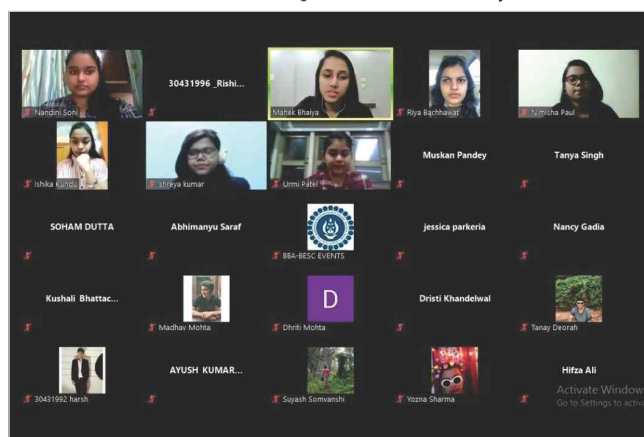 Nandini Soni
30431996 _Rishi...
Mahek Bhaiya
Riya Bachhawat
Nimisha Paul
Ishika Kundu
shreya kumar
Urmi Patel
Muskan Pandey
Tanya Singh
SOHAM DUTTA
Abhimanyu Saraf
BBA-BESC EVENTS
jessica parkeria
Nancy Gadia
Kushali Bhattac...
Madhav Mohta
D
Dhriti Mohta
Dristi Khandelwal
Tanay Deorah
30431992 harsh
AYUSH KUMAR...
Suyash Somvanshi
Yozna Sharma
Hifza Ali
Activate Window
Go to Settings to activa